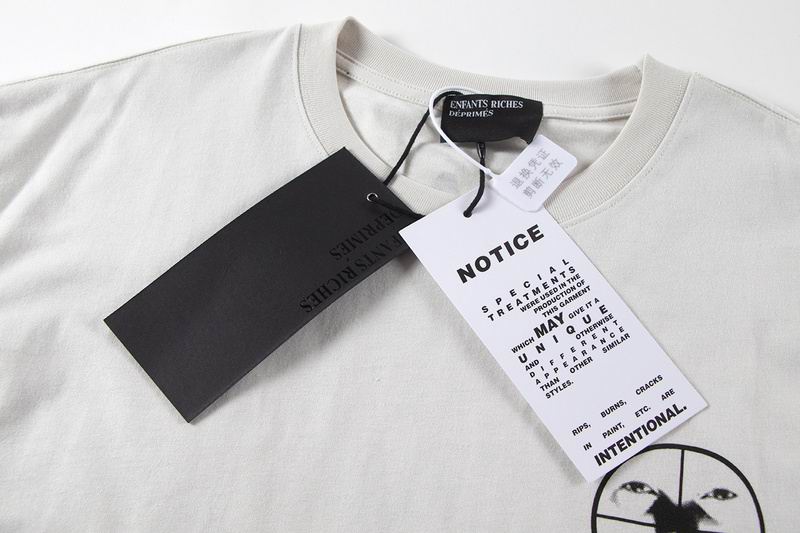 ENFANTS RICHES
DÉPRIMÉS
退换凭证
剪断无效
ENFANTS RICHES
DÉPRIMÉS
NOTICE
SPECIAL
TREATMENTS
WERE USED IN THE
PRODUCTION OF
THIS GARMENT
WHICH MAY GIVE IT A
UNIQUE
AND OTHERWISE
DIFFERENT
APPEARANCE
THAN OTHER SIMILAR
STYLES.
RIPS, BURNS, CRACKS
IN PAINT, ETC. ARE
INTENTIONAL.